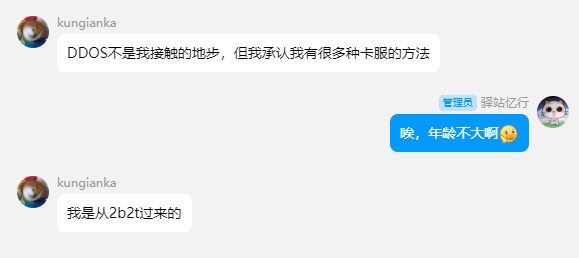 kungianka
DDOS不是我接触的地步，但我承认我有很多种卡服的方法
管理员 驿站忆行
唉，年龄不大啊
kungianka
我是从2b2t过来的